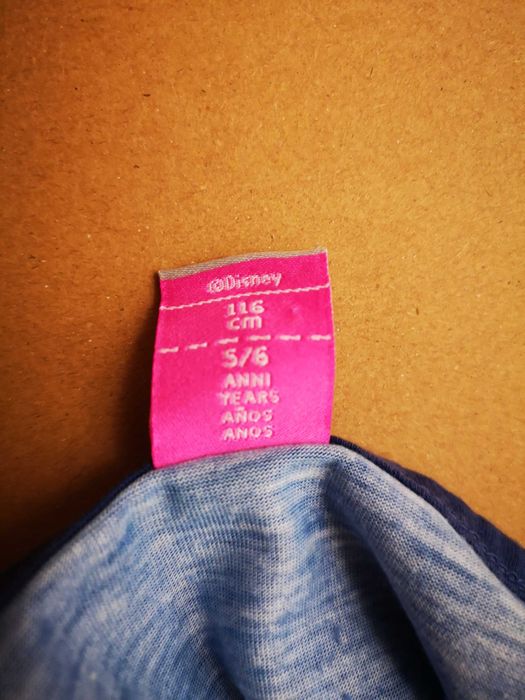 ©Disney
116
cm
5/6
ANNI
YEARS
AÑOS
ANOS